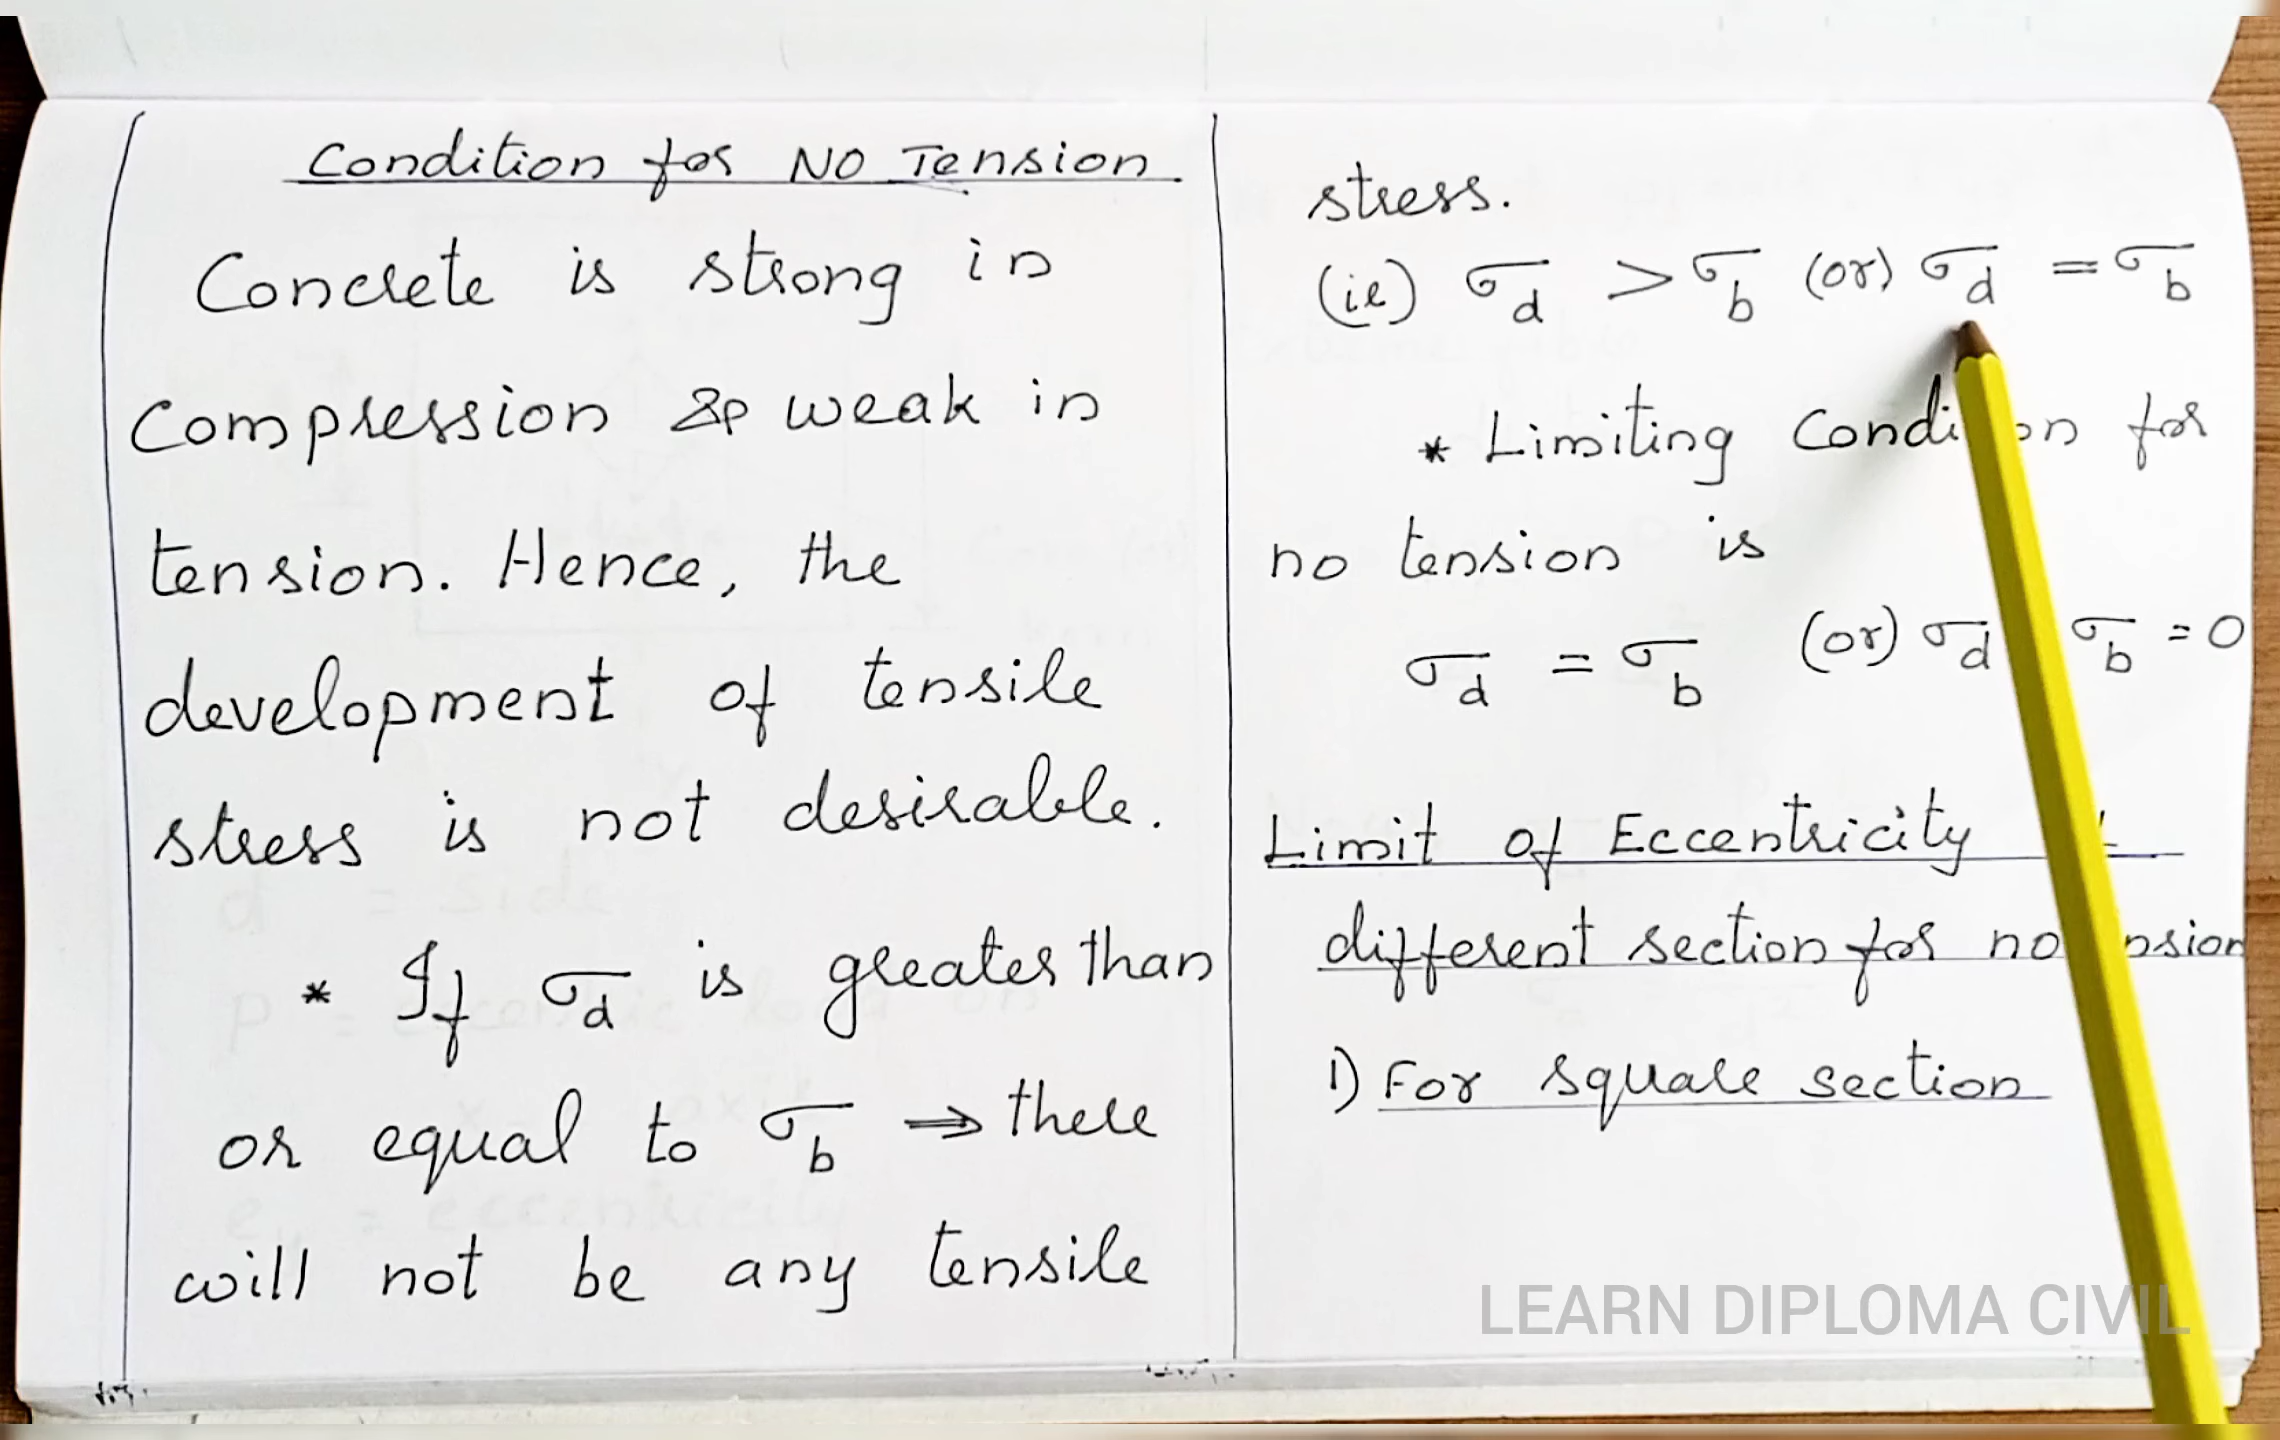 Condition for NO Tension
Concrete is strong in
Compression & weak in
tension. Hence, the
development of tensile
stress is not desirable.
* If σd is greater than
or equal to σb ⇒ there
will not be any tensile
stress.
(ie) σd > σb (or) σd = σb
* Limiting for
no tension is
σd = σb (or) σd σb = 0
Limit of Eccentricity
different section for no
1) For square section
LEARN DIPLOMA CIVIL